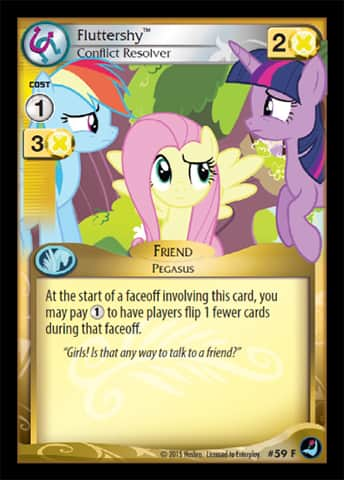 Fluttershy™
Conflict Resolver
2
COST
1
3
FRIEND
PEGASUS
At the start of a faceoff involving this card, you
may pay 1 to have players flip 1 fewer cards
during that faceoff.
"Girls! Is that any way to talk to a friend?"
© 2015 Hasbro. Licensed to Enterplay. #59 F